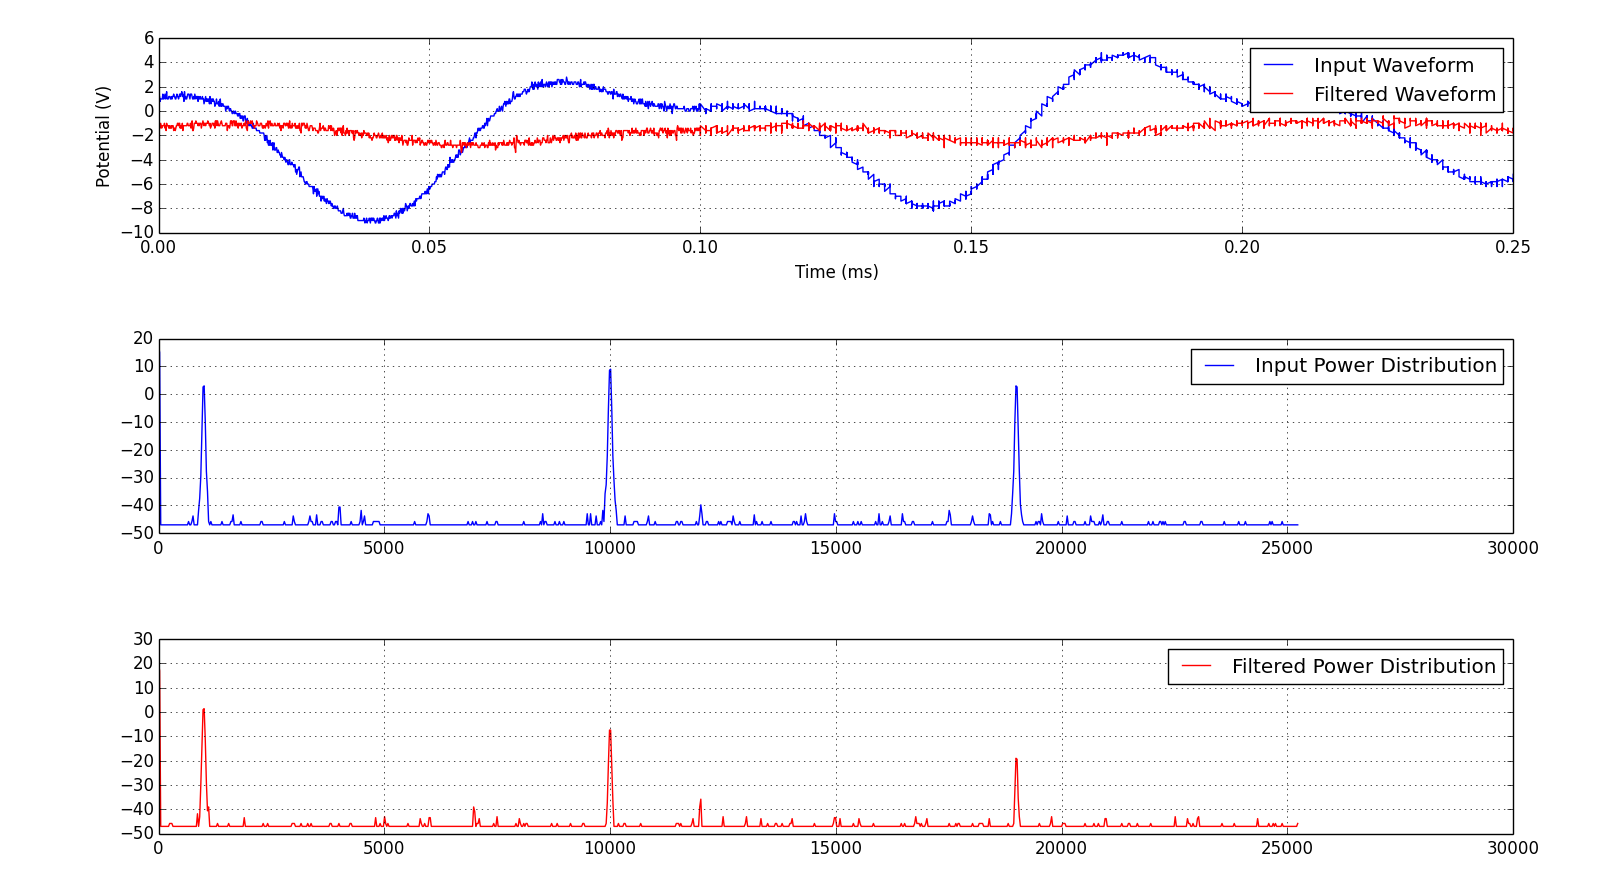 6
4
2
0
−2
−4
−6
−8
−10
Potential (V)
Input Waveform
Filtered Waveform
0.00 0.05 0.10 0.15 0.20 0.25
Time (ms)
20
10
0
−10
−20
−30
−40
−50
Input Power Distribution
0 5000 10000 15000 20000 25000 30000
30
20
10
0
−10
−20
−30
−40
−50
Filtered Power Distribution
0 5000 10000 15000 20000 25000 30000